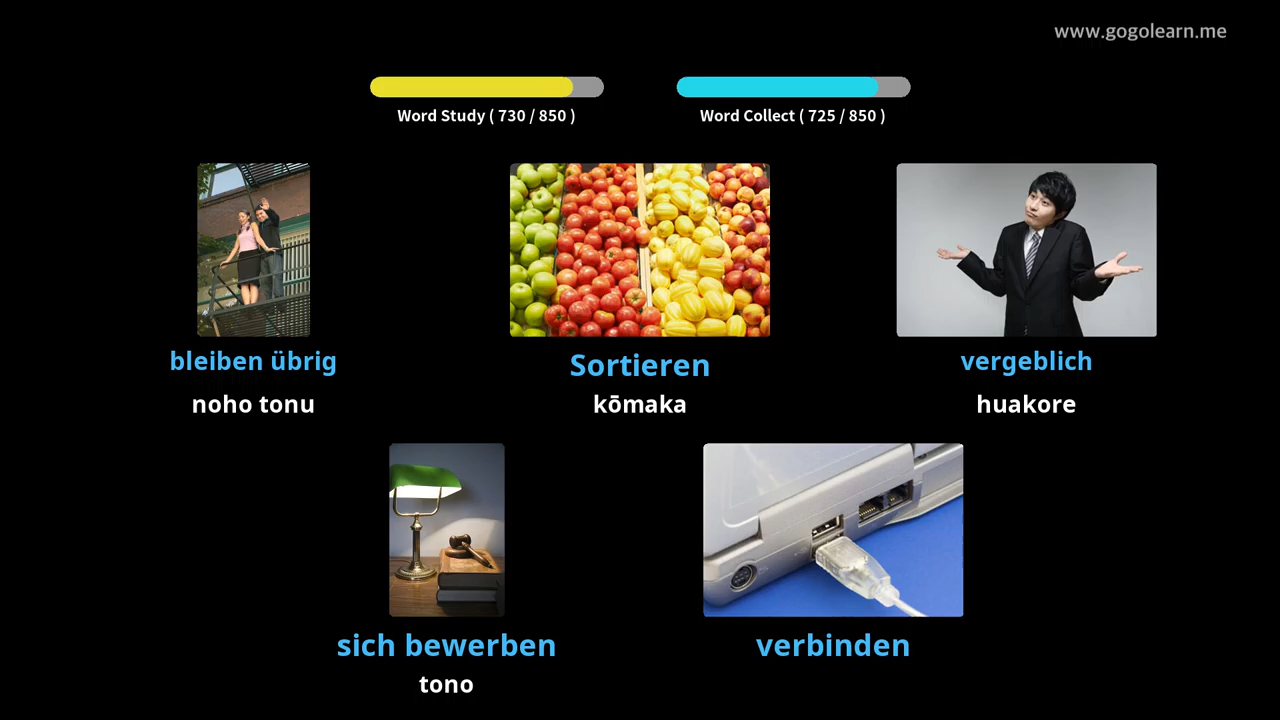 www.gogolearn.me
Word Study ( 730 / 850 )
Word Collect ( 725 / 850 )
bleiben übrig
noho tonu
Sortieren
kōmaka
vergeblich
huakore
sich bewerben
tono
verbinden